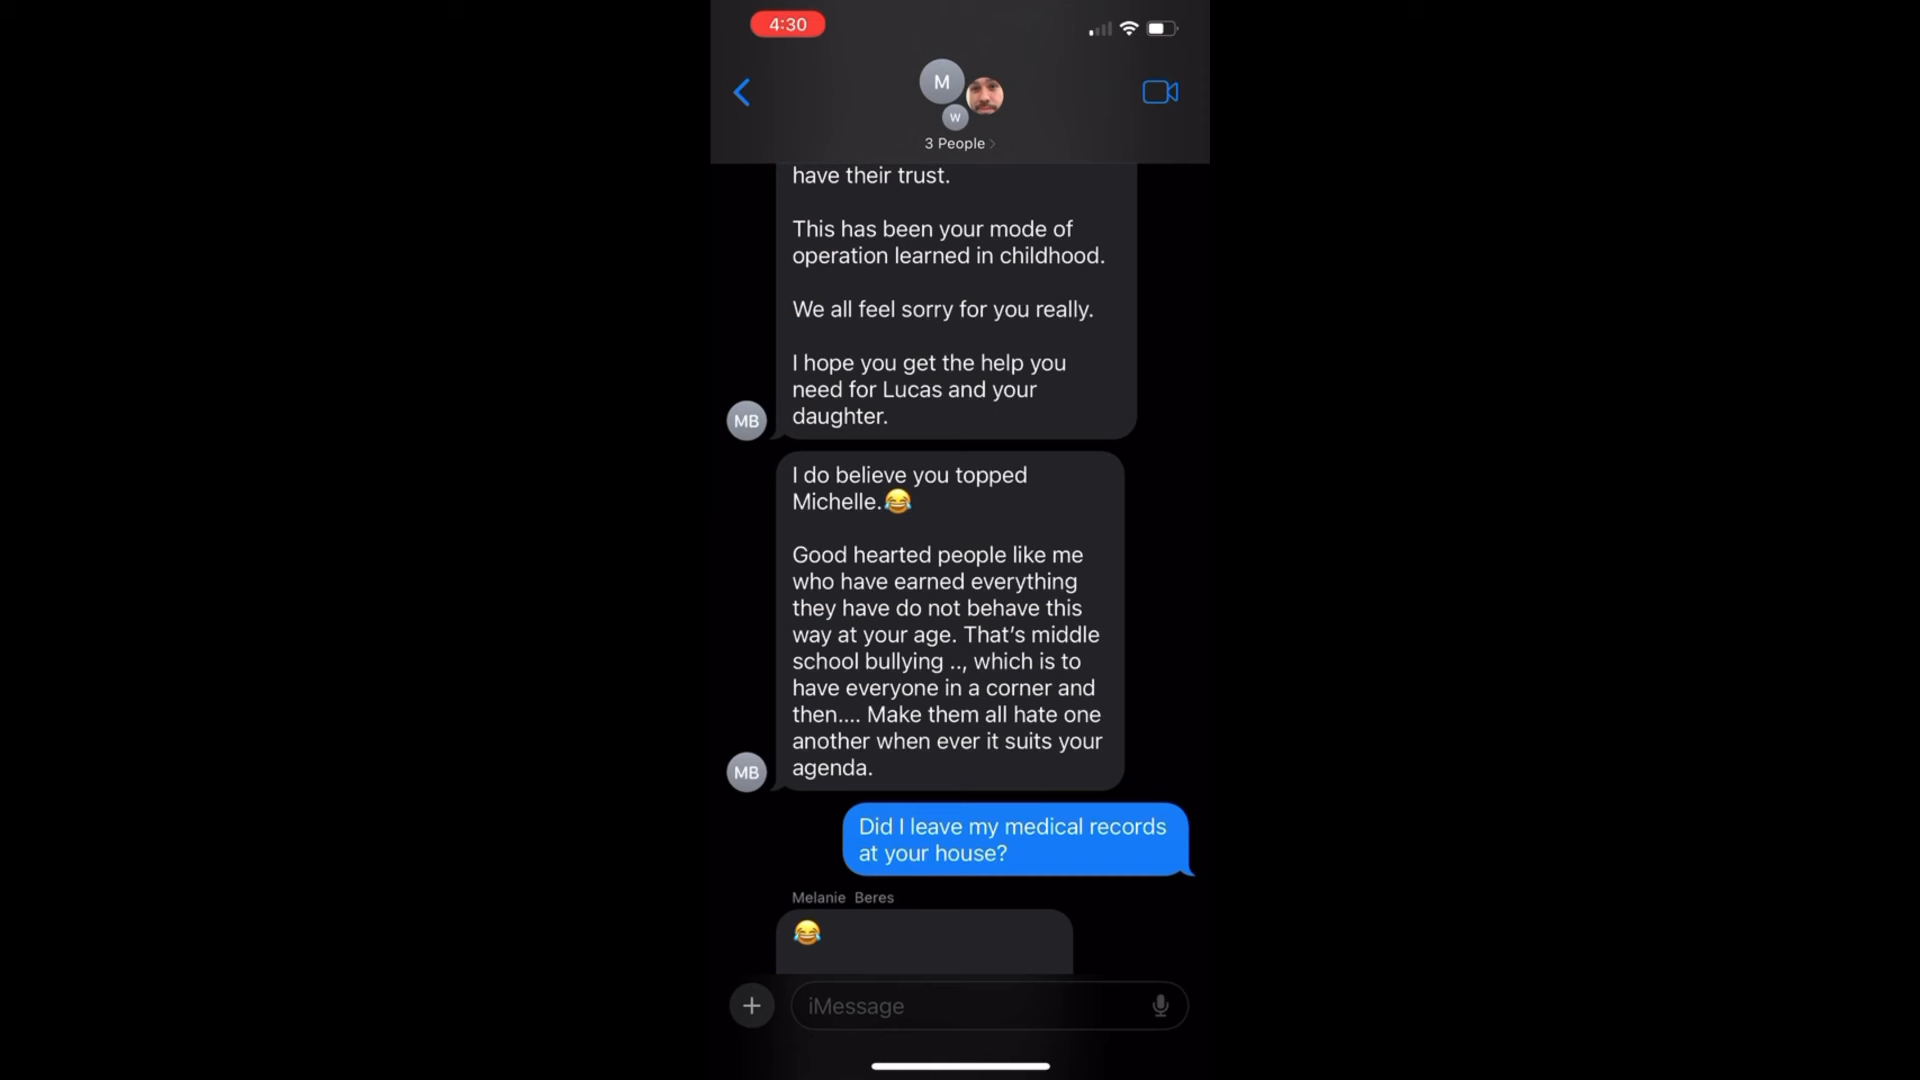 4:30
M
W
3 People
have their trust.
This has been your mode of
operation learned in childhood.
We all feel sorry for you really.
I hope you get the help you
need for Lucas and your
daughter.
MB
I do believe you topped
Michelle.😂
Good hearted people like me
who have earned everything
they have do not behave this
way at your age. That’s middle
school bullying .., which is to
have everyone in a corner and
then.... Make them all hate one
another when ever it suits your
agenda.
MB
Did I leave my medical records
at your house?
Melanie Beres
😂
iMessage